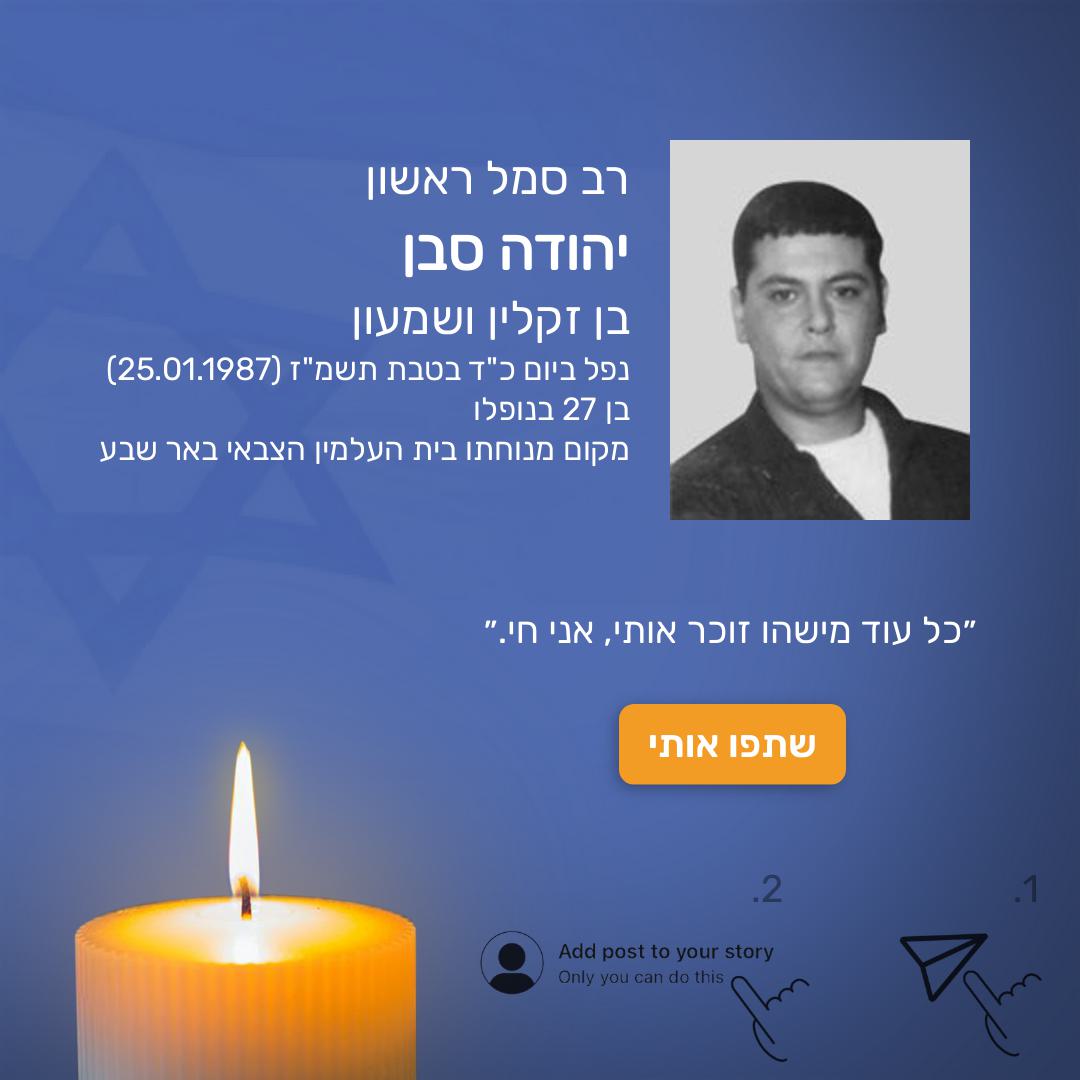 רב סמל ראשון
יהודה סבן
בן זקלין ושמעון
נפל ביום כ"ד בטבת תשמ"ז (25.01.1987)
בן 27 בנופלו
מקום מנוחתו בית העלמין הצבאי באר שבע
״כל עוד מישהו זוכר אותי, אני חי.״
שתפו אותי
1.
2.
Add post to your story
Only you can do this